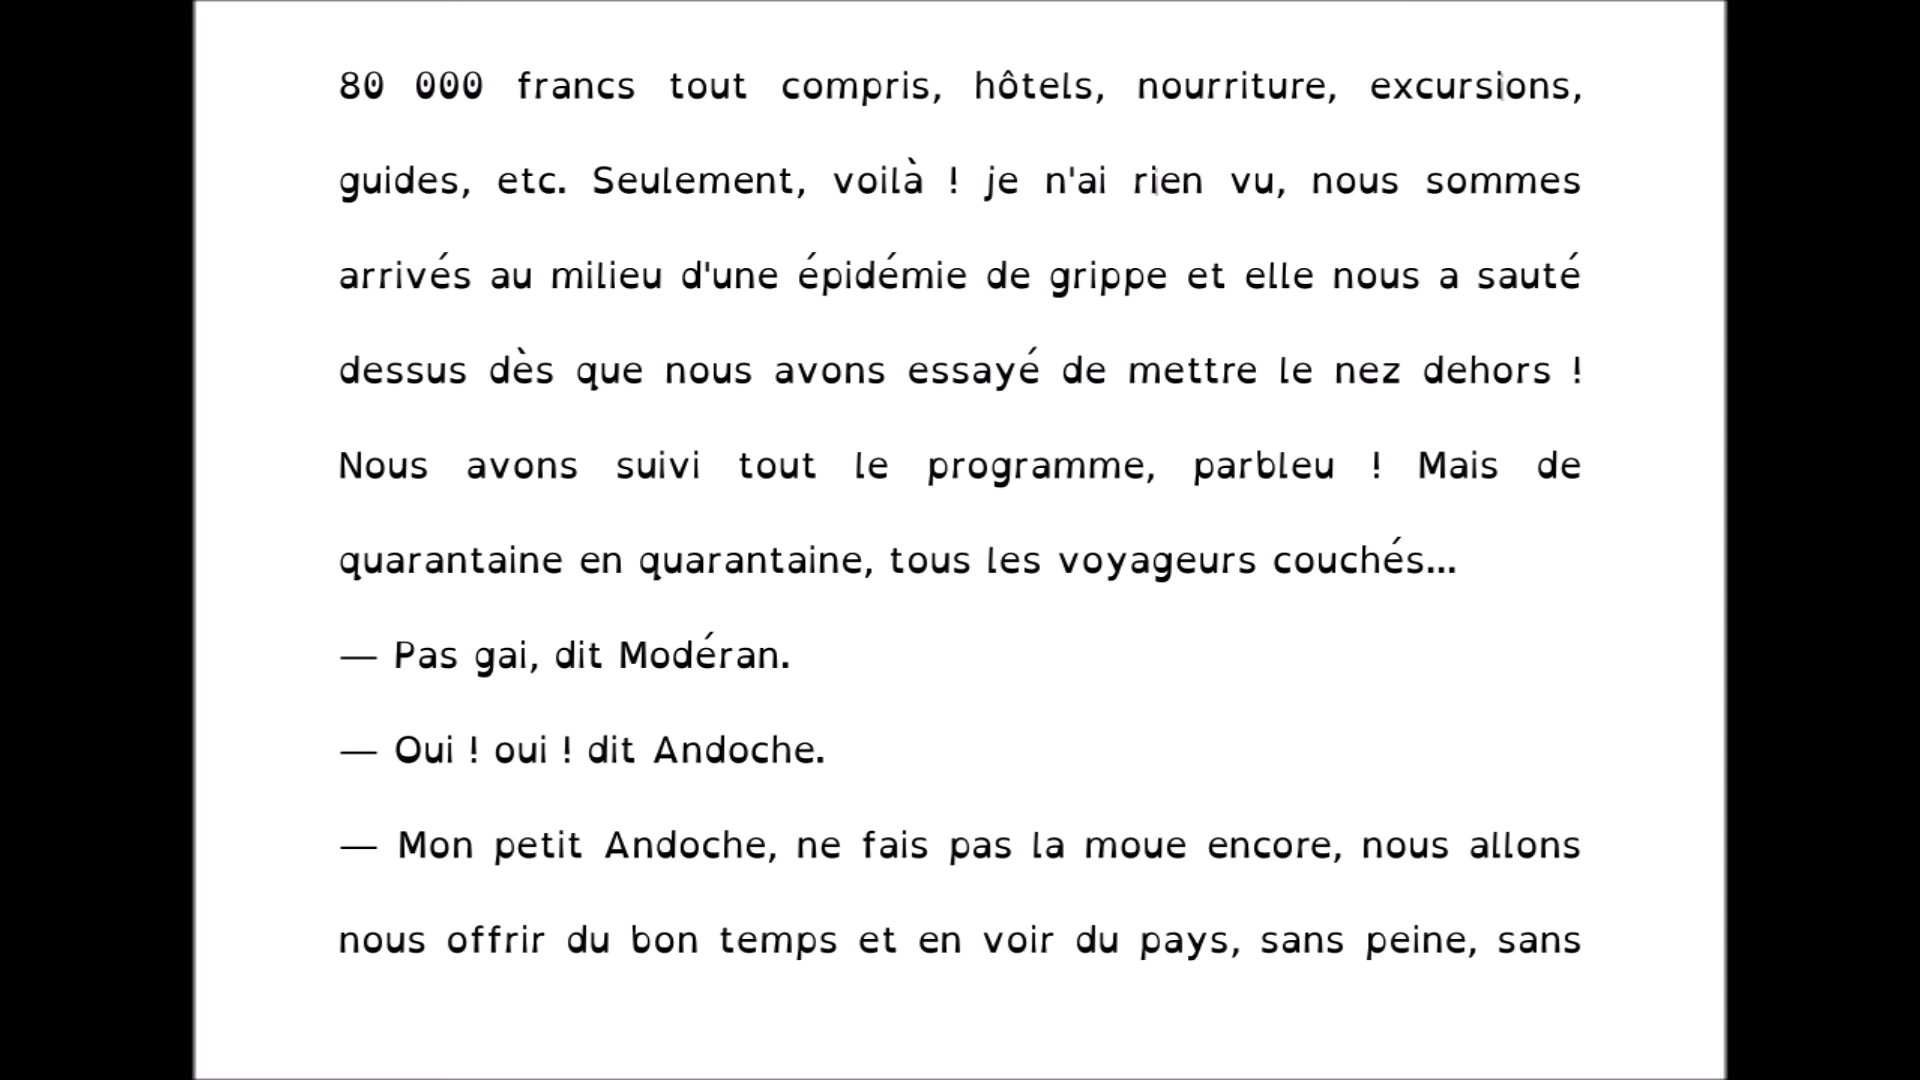 80 000 francs tout compris, hôtels, nourriture, excursions,
guides, etc. Seulement, voilà ! je n'ai rien vu, nous sommes
arrivés au milieu d'une épidémie de grippe et elle nous a sauté
dessus dès que nous avons essayé de mettre le nez dehors !
Nous avons suivi tout le programme, parbleu ! Mais de
quarantaine en quarantaine, tous les voyageurs couchés...
— Pas gai, dit Modéran.
— Oui ! oui ! dit Andoche.
— Mon petit Andoche, ne fais pas la moue encore, nous allons
nous offrir du bon temps et en voir du pays, sans peine, sans